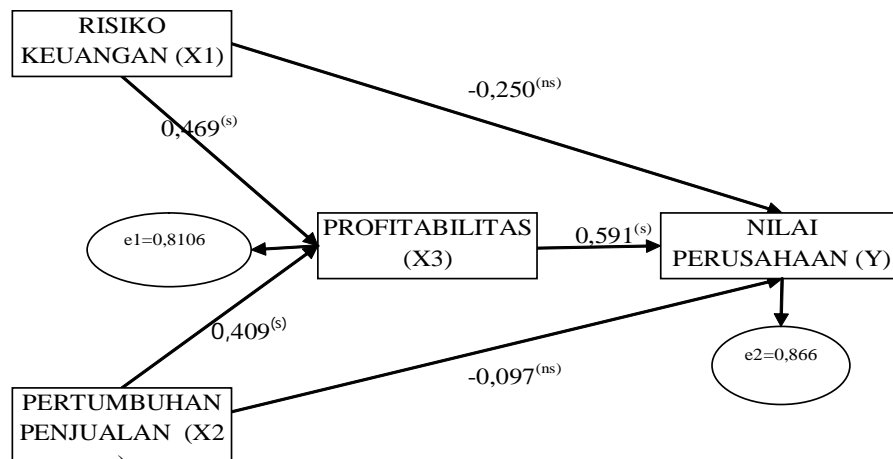 RISIKO
KEUANGAN (X1)
-0,250(ns)
0,469(s)
PROFITABILITAS
(X3)
0,591(s)
NILAI
PERUSAHAAN (Y)
e1=0,8106
0,409(s)
e2=0,866
-0,097(ns)
PERTUMBUHAN
PENJUALAN (X2
)